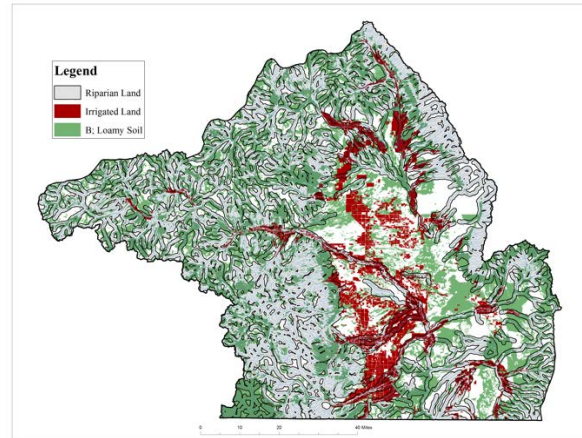 Legend
Riparian Land
Irrigated Land
B; Loamy Soil
0 10 20 40 Miles